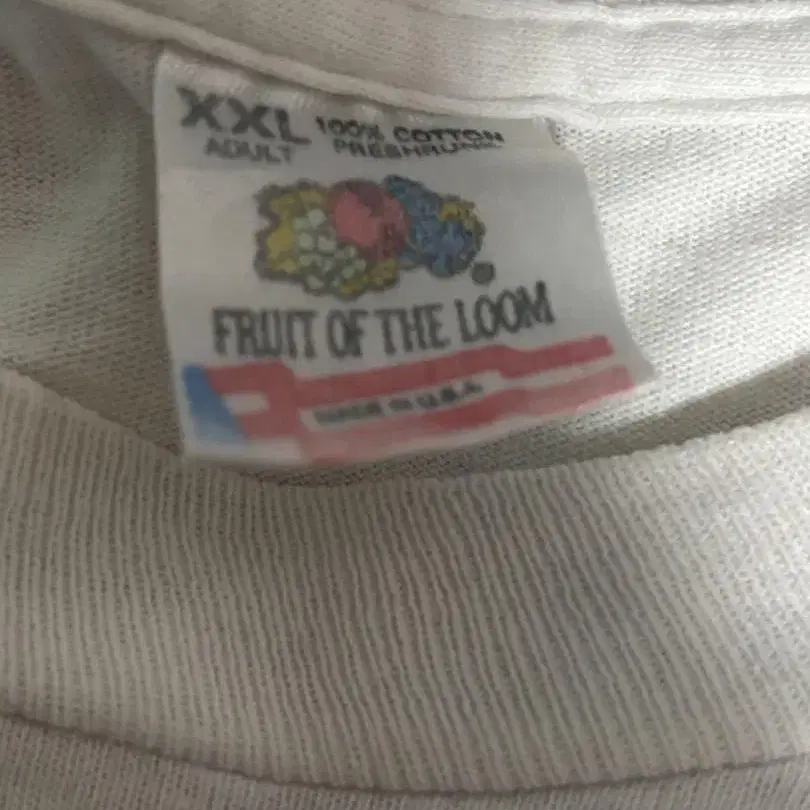 XXL 100% COTTON
ADULT PRESHRUNK
FRUIT OF THE LOOM
MADE IN U.S.A.